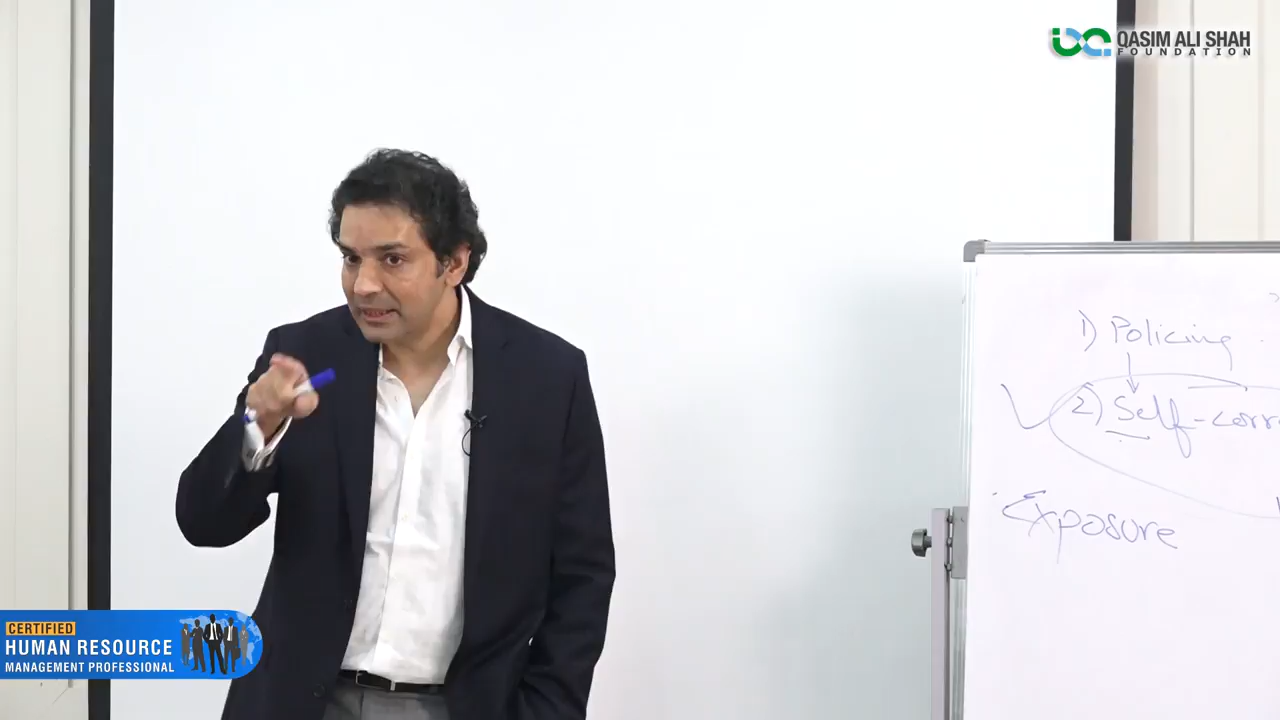 QASIM ALI SHAH
FOUNDATION
1) Policing
2) Self-corr
Exposure
CERTIFIED
HUMAN RESOURCE
MANAGEMENT PROFESSIONAL